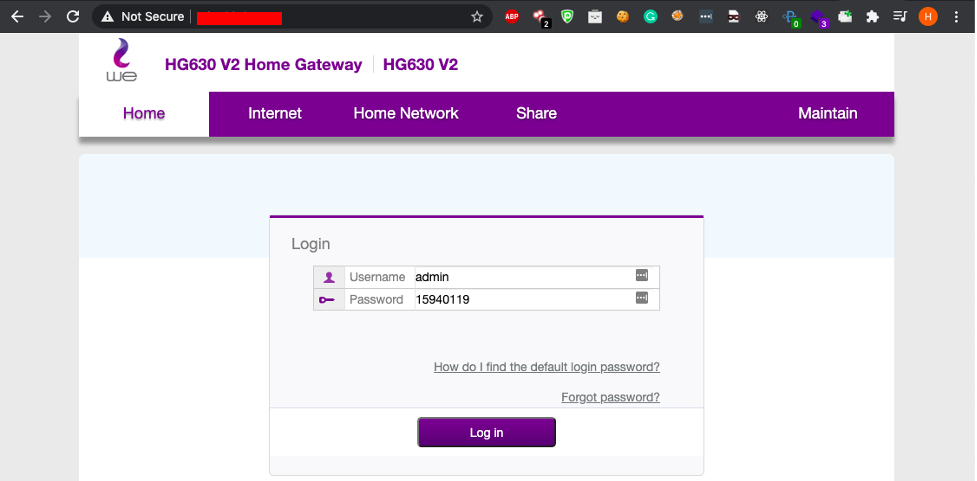 Not Secure
ABP
2
G
0
3
H
we
HG630 V2 Home Gateway HG630 V2
Home Internet Home Network Share Maintain
Login
Username admin
Password 15940119
How do I find the default login password?
Forgot password?
Log in